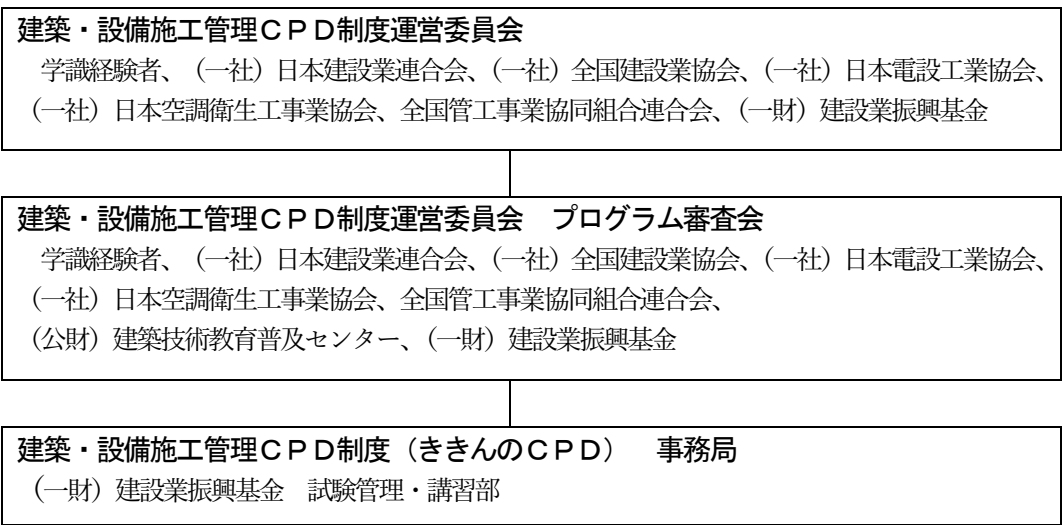 建築・設備施工管理ＣＰＤ制度運営委員会
学識経験者、（一社）日本建設業連合会、（一社）全国建設業協会、（一社）日本電設工業協会、
（一社）日本空調衛生工事業協会、全国管工事業協同組合連合会、（一財）建設業振興基金
建築・設備施工管理ＣＰＤ制度運営委員会　プログラム審査会
学識経験者、（一社）日本建設業連合会、（一社）全国建設業協会、（一社）日本電設工業協会、
（一社）日本空調衛生工事業協会、全国管工事業協同組合連合会、
（公財）建築技術教育普及センター、（一財）建設業振興基金
建築・設備施工管理ＣＰＤ制度（ききんのＣＰＤ）　事務局
（一財）建設業振興基金　試験管理・講習部